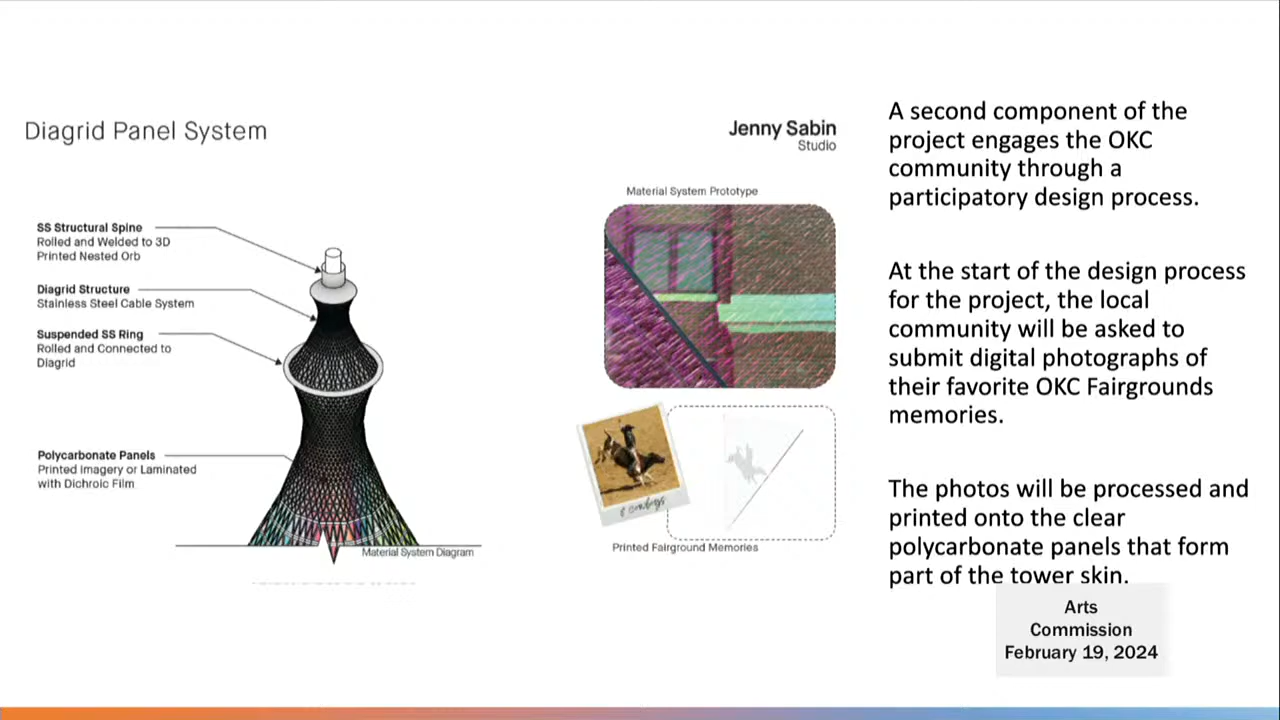 Diagrid Panel System
Jenny Sabin
Studio
SS Structural Spine
Rolled and Welded to 3D
Printed Nested Orb
Diagrid Structure
Stainless Steel Cable System
Suspended SS Ring
Rolled and Connected to
Diagrid
Polycarbonate Panels
Printed Imagery or Laminated
with Dichroic Film
Material System Diagram
Material System Prototype
Printed Fairground Memories
A second component of the
project engages the OKC
community through a
participatory design process.
At the start of the design process
for the project, the local
community will be asked to
submit digital photographs of
their favorite OKC Fairgrounds
memories.
The photos will be processed and
printed onto the clear
polycarbonate panels that form
part of the tower skin.
Arts
Commission
February 19, 2024